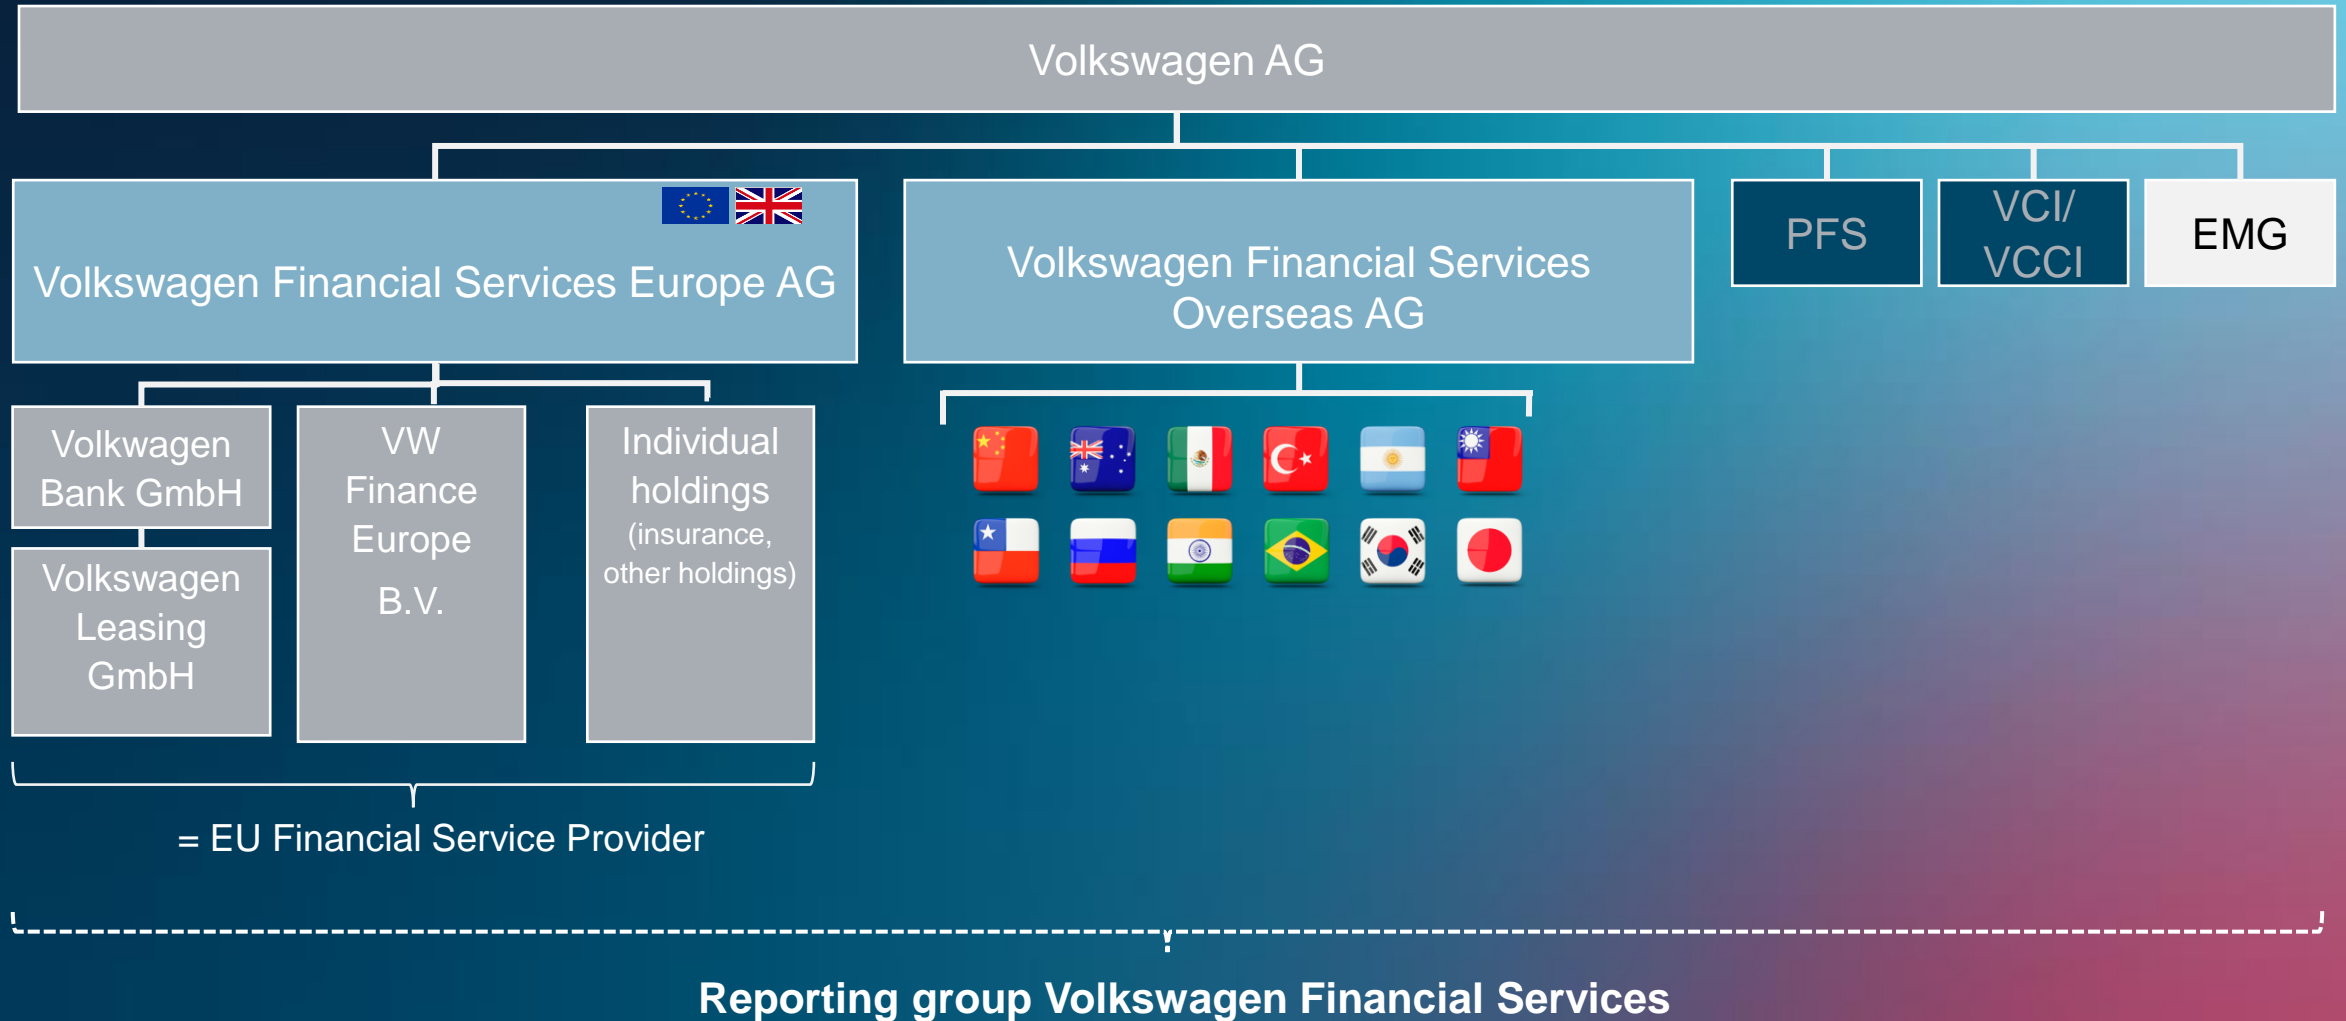 Volkswagen AG
Volkswagen Financial Services Europe AG
Volkswagen Financial Services
Overseas AG
PFS
VCI/
VCCI
EMG
Volkwagen
Bank GmbH
Volkswagen
Leasing
GmbH
VW
Finance
Europe
B.V.
Individual
holdings
(insurance,
other holdings)
= EU Financial Service Provider
Reporting group Volkswagen Financial Services